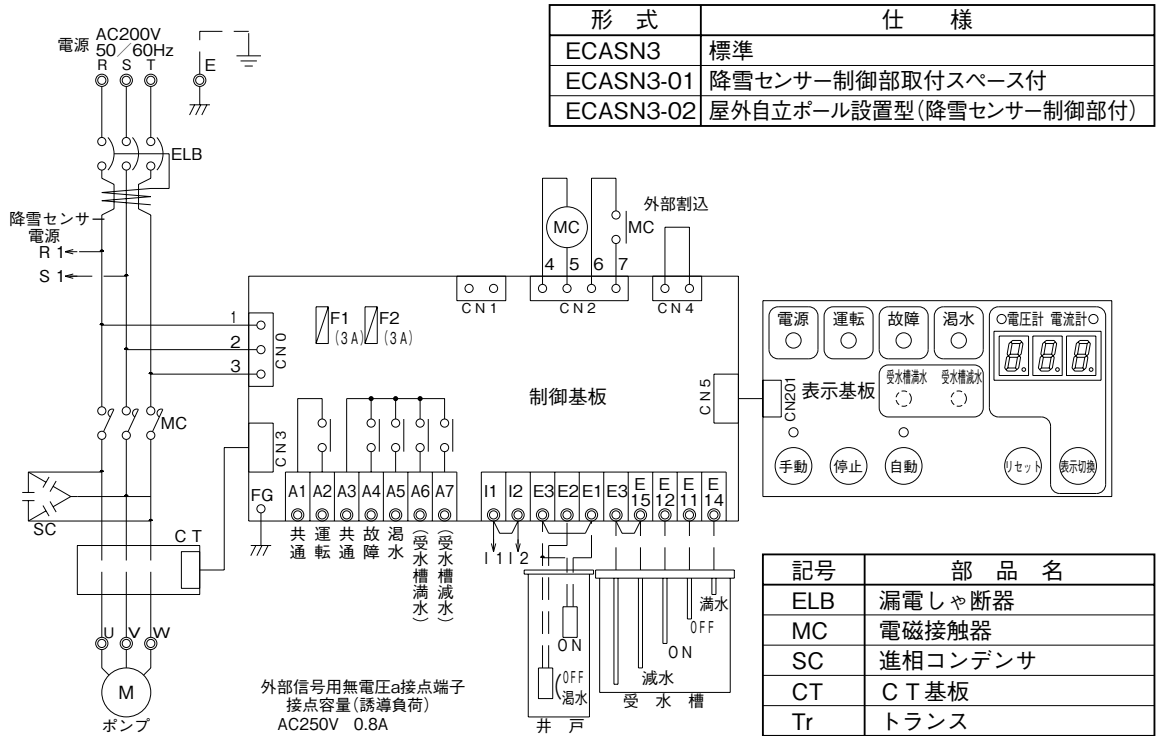 形式 仕様
ECASN3 標準
ECASN3-01 降雪センサー制御部取付スペース付
ECASN3-02 屋外自立ポール設置型(降雪センサー制御部付)
電源 AC200V
50/60Hz
R S T E
ELB
降雪センサー
電源
R1
S1
MC MC
外部割込
4 5 6 7
CN1 CN2 CN4
F1 F2
(3A) (3A)
1
2
3
CN0
制御基板
CN5
CN3
MC
FG
A1 A2 A3 A4 A5 A6 A7
I1 I2 E3 E2 E1 E3 E15 E12 E11 E14
共通 運転 共通 故障 渇水 (受水槽満水) (受水槽減水)
I1 I2
電源 運転 故障 渇水
電圧計 電流計
8.8.8.
CN201
表示基板
受水槽満水 受水槽減水
手動 停止 自動 リセット 表示切換
SC
CT
U V W
M
ポンプ
外部信号用無電圧a接点端子
接点容量(誘導負荷)
AC250V 0.8A
ON
OFF
渇水
井戸
満水
OFF
ON
減水
受水槽
記号 部品名
ELB 漏電しゃ断器
MC 電磁接触器
SC 進相コンデンサ
CT CT基板
Tr トランス